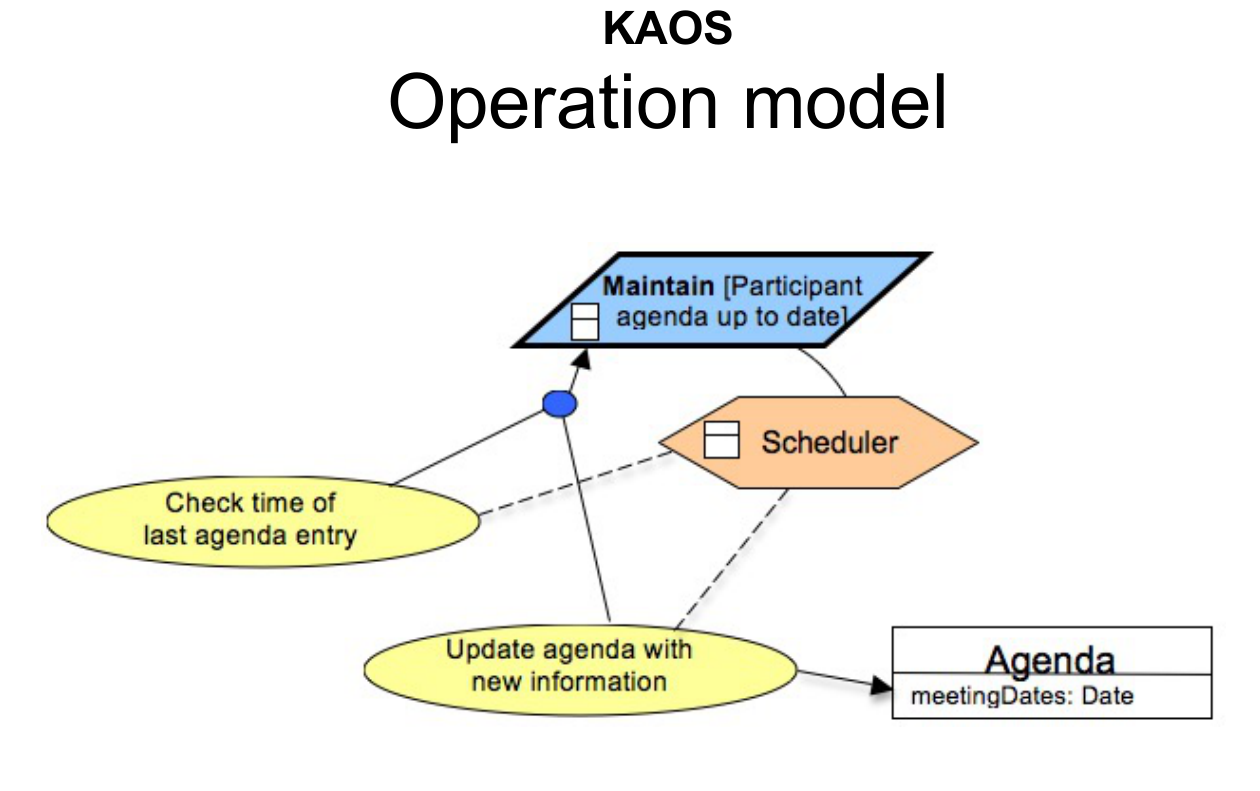 KAOS
Operation model
Maintain [Participant
agenda up to date]
Scheduler
Check time of
last agenda entry
Update agenda with
new information
Agenda
meetingDates: Date